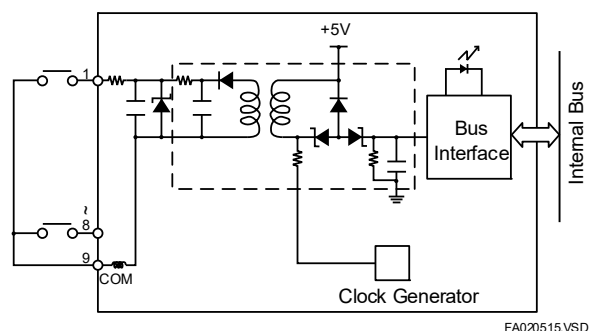 +5V
1
Bus
Interface
Internal Bus
~
8
9
COM
Clock Generator
FA020515.VSD